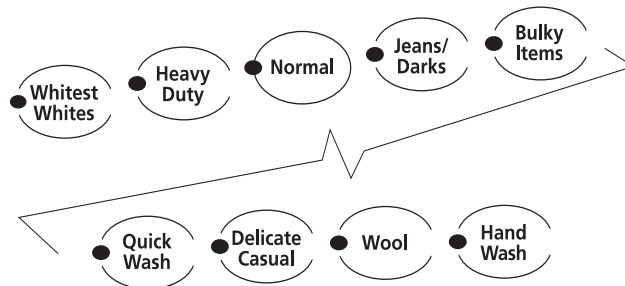 Whitest
Whites
Heavy
Duty
Normal
Jeans/
Darks
Bulky
Items
Quick
Wash
Delicate
Casual
Wool
Hand
Wash